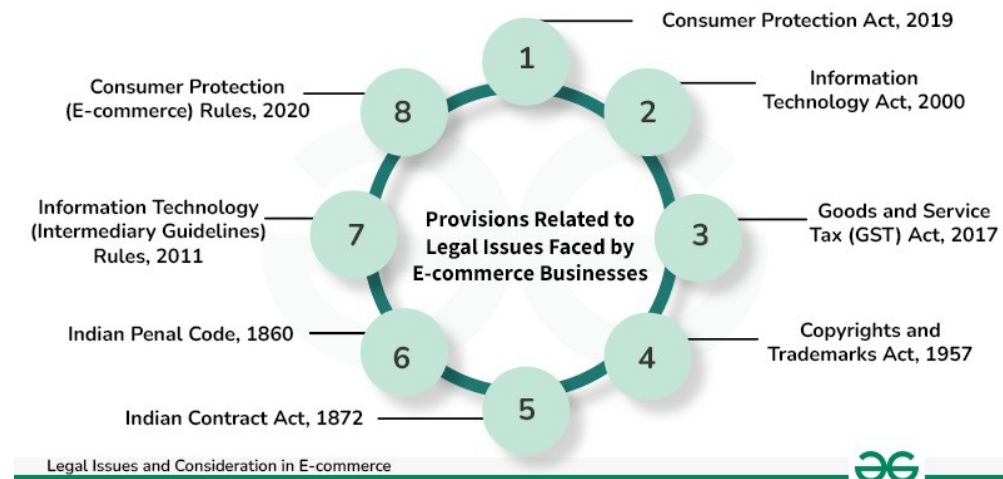 1
Consumer Protection Act, 2019
2
Information
Technology Act, 2000
3
Goods and Service
Tax (GST) Act, 2017
4
Copyrights and
Trademarks Act, 1957
5
Indian Contract Act, 1872
6
Indian Penal Code, 1860
7
Information Technology
(Intermediary Guidelines)
Rules, 2011
8
Consumer Protection
(E-commerce) Rules, 2020
Provisions Related to
Legal Issues Faced by
E-commerce Businesses
Legal Issues and Consideration in E-commerce